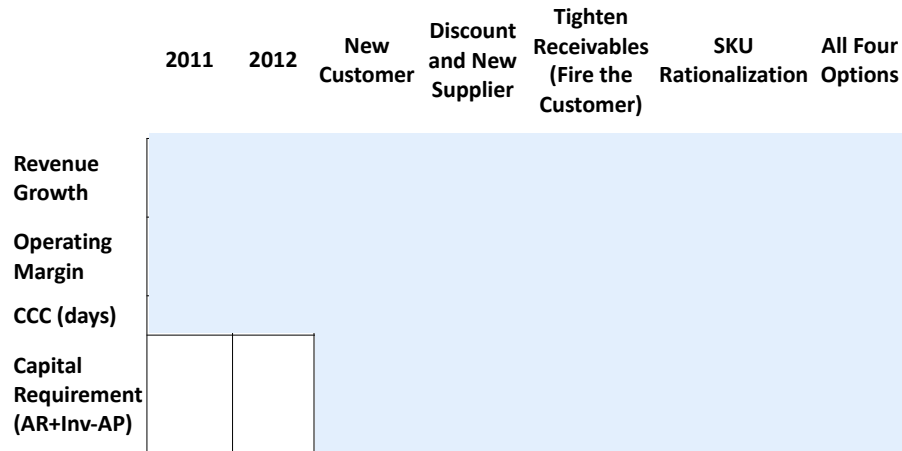 2011 2012 New Customer Discount and New Supplier Tighten Receivables (Fire the Customer) SKU Rationalization All Four Options
Revenue
Growth
Operating
Margin
CCC (days)
Capital
Requirement
(AR+Inv-AP)